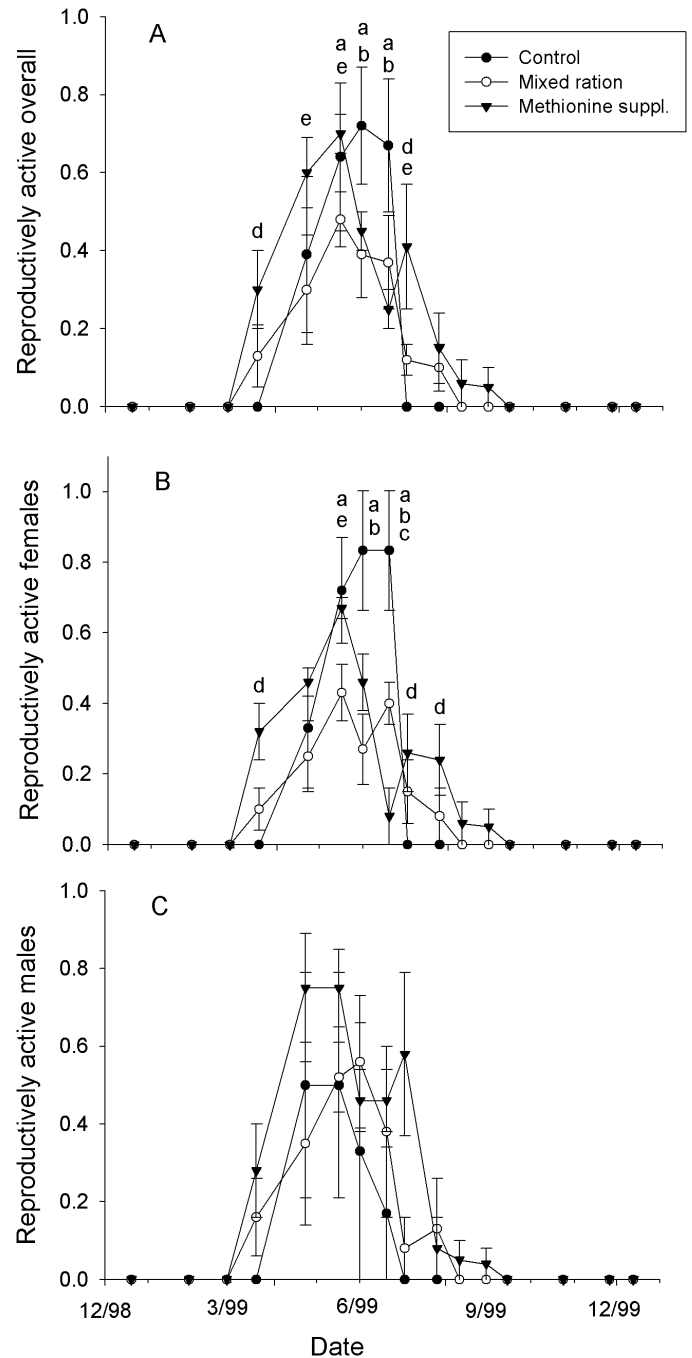 Reproductively active overall
1.0
0.8
0.6
0.4
0.2
0.0
A
d
e
a
e
a
b
a
b
d
e
Control
Mixed ration
Methionine suppl.
Reproductively active females
1.0
0.8
0.6
0.4
0.2
0.0
B
d
a
e
a
b
a
b
c
d
d
Reproductively active males
1.0
0.8
0.6
0.4
0.2
0.0
C
12/98
3/99
6/99
9/99
12/99
Date